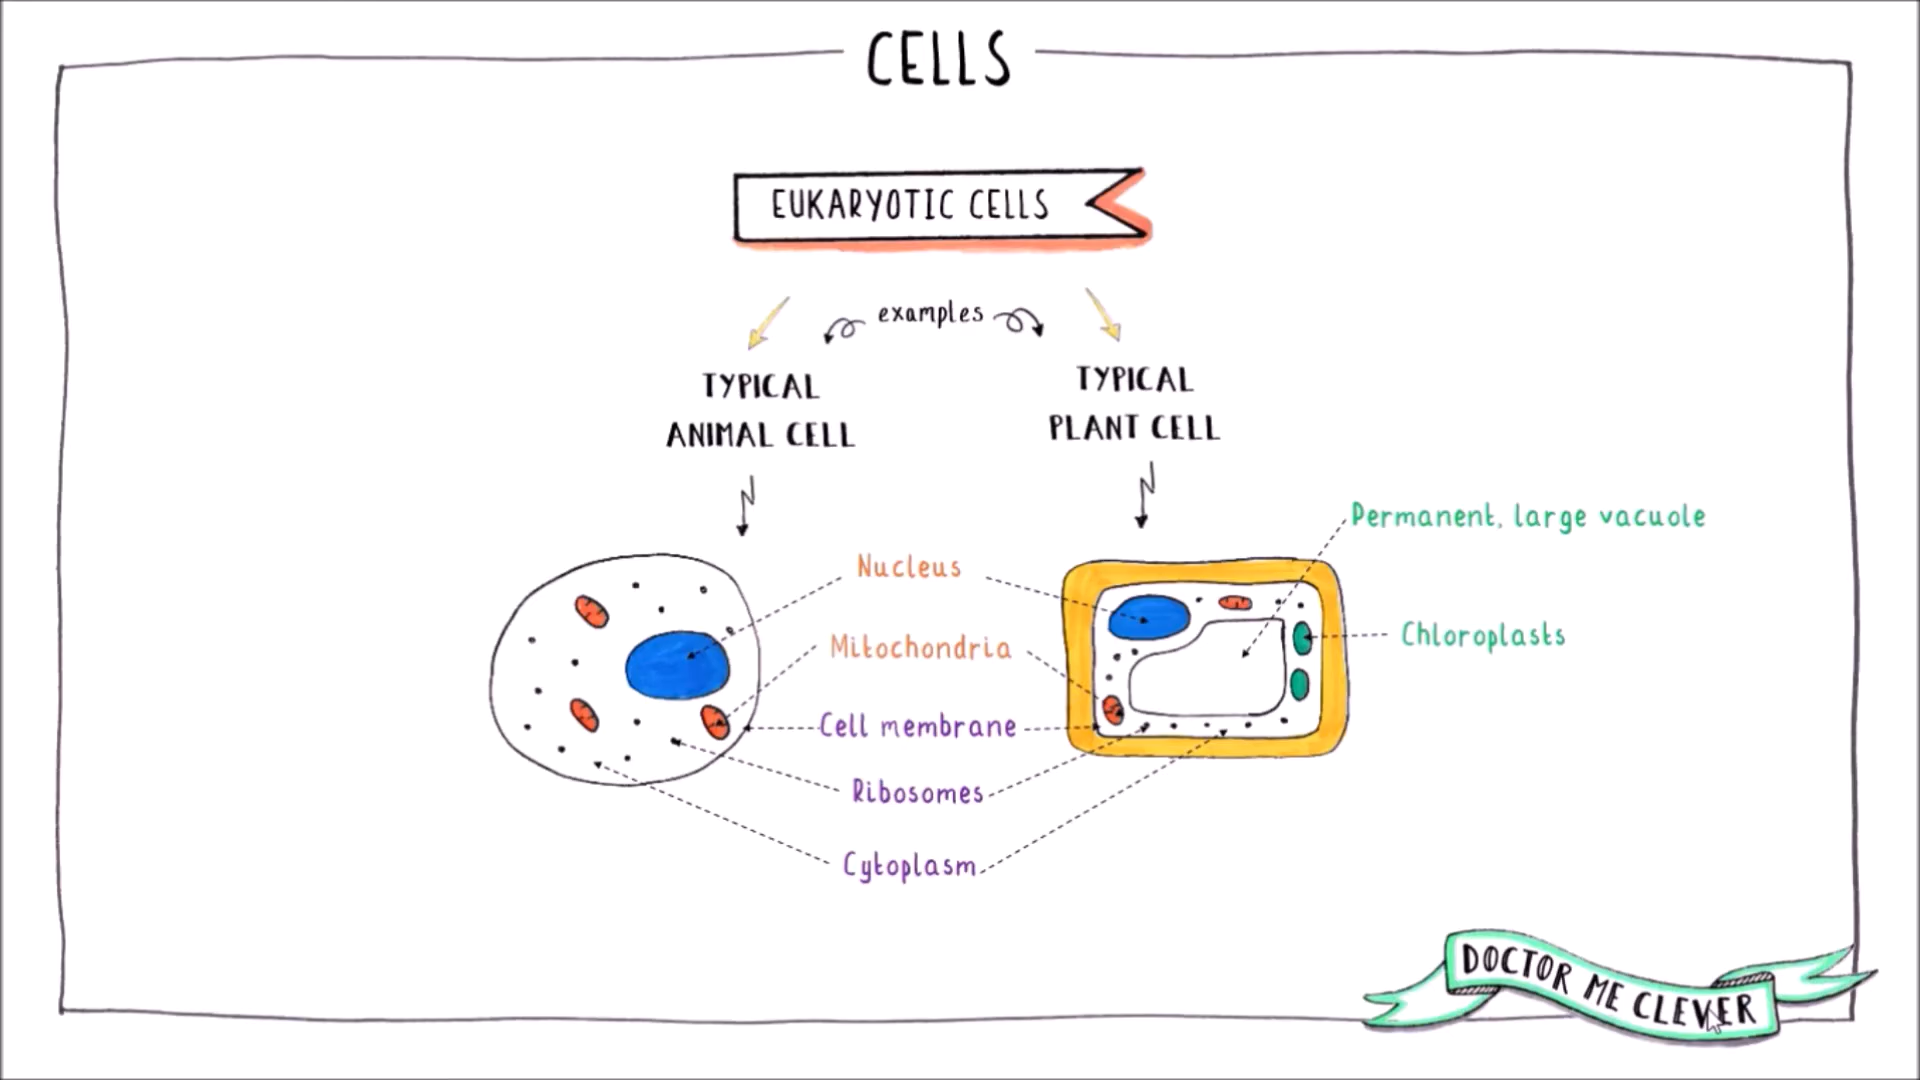 CELLS
EUKARYOTIC CELLS
examples
TYPICAL
ANIMAL CELL
TYPICAL
PLANT CELL
Permanent, large vacuole
Nucleus
Chloroplasts
Mitochondria
Cell membrane
Ribosomes
Cytoplasm
DOCTOR ME CLEVER